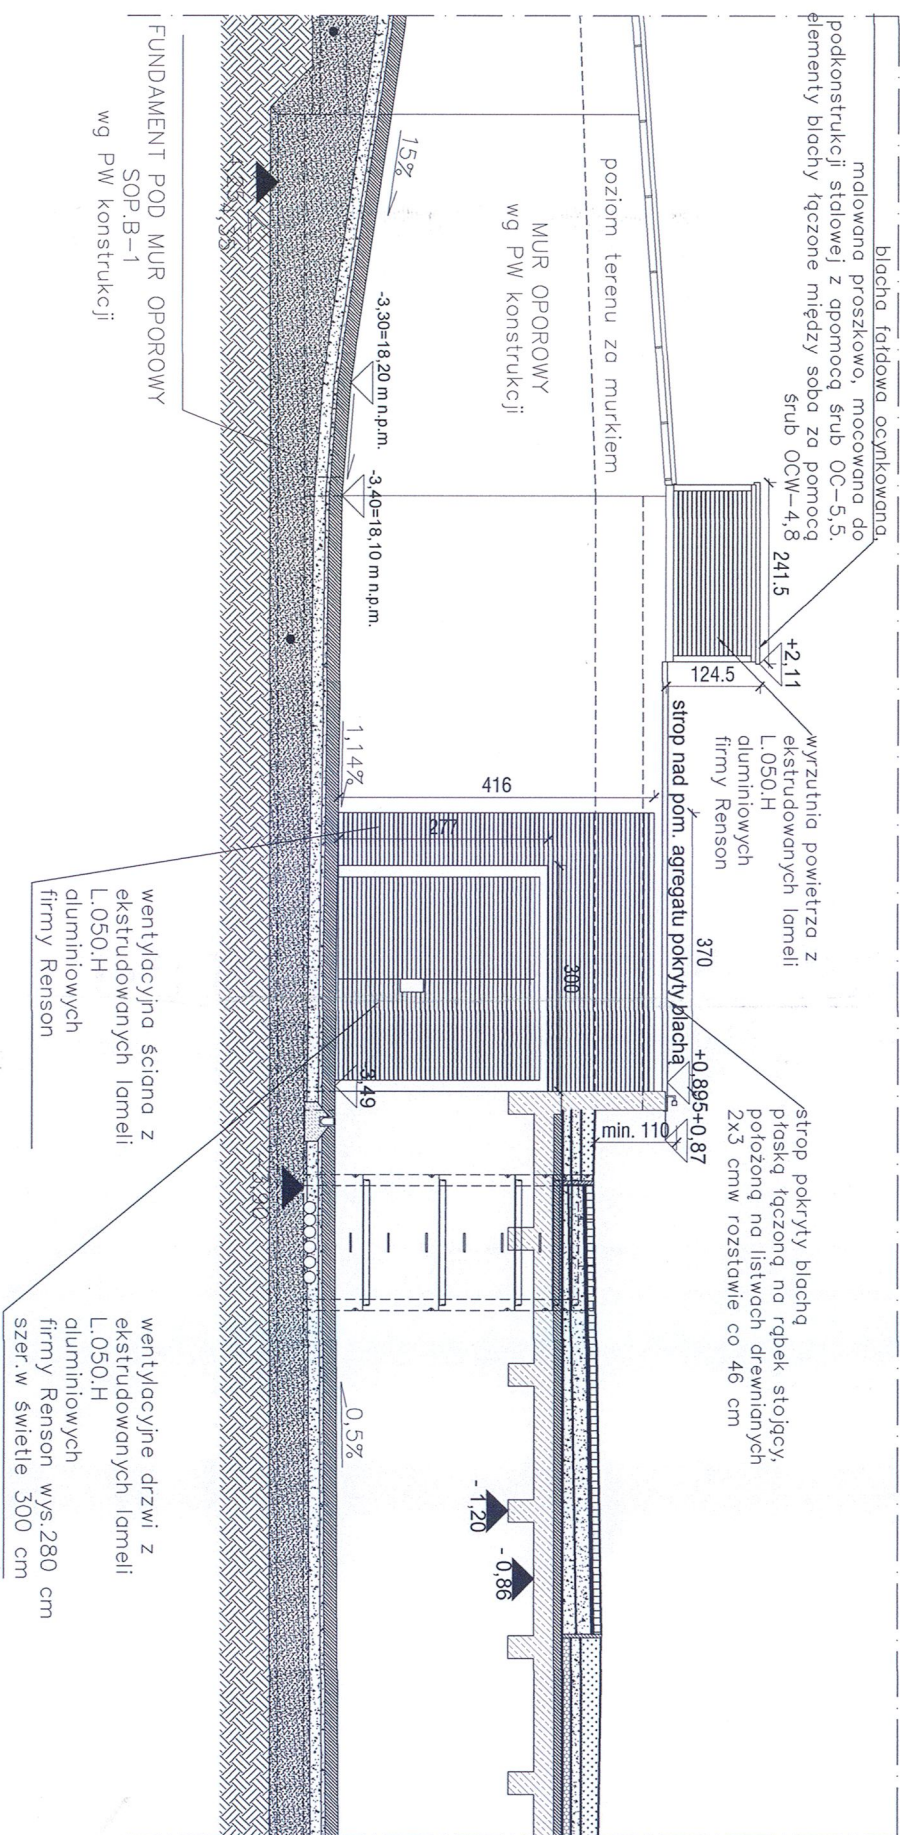 blacha fałdowa ocynkowana,
malowana proszkowo, mocowana do
podkonstrukcji stalowej z apomocą śrub OC-5,5.
elementy blachy łączone między soba za pomocą
śrub OCW-4,8
241.5
+2,11
124.5
wyrzutnia powietrza z
ekstrudowanych lameli
L.050.H
aluminiowych
firmy Renson
strop nad pom. agregatu pokryty blachą
370
+0,895
+0,87
min. 110
strop pokryty blachą
płaską łączoną na rąbek stojący,
położoną na listwach drewnianych
2x3 cmw rozstawie co 46 cm
poziom terenu za murkiem
MUR OPOROWY
wg PW konstrukcji
15%
-3,30=18,20 m n.p.m.
-3,40=18,10 m n.p.m.
1,14%
416
277
300
-3,49
0,5%
- 1,20
- 0,86
FUNDAMENT POD MUR OPOROWY
SOP.B-1
wg PW konstrukcji
wentylacyjna ściana z
ekstrudowanych lameli
L.050.H
aluminiowych
firmy Renson
wentylacyjne drzwi z
ekstrudowanych lameli
L.050.H
aluminiowych
firmy Renson wys.280 cm
szer.w świetle 300 cm